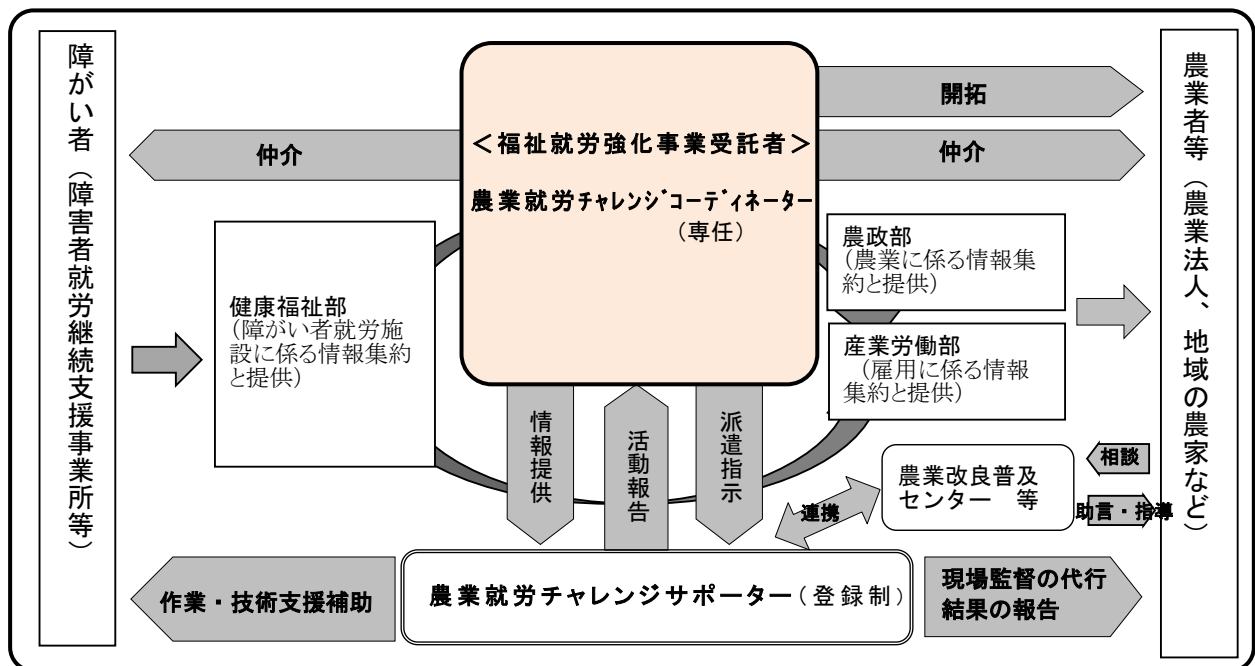 障がい者（障害者就労継続支援事業所等）
仲介
＜福祉就労強化事業受託者＞
農業就労ﾁｬﾚﾝｼﾞｺｰﾃﾞｨﾈｰﾀｰ
（専任）
開拓
仲介
農業者等（農業法人、地域の農家など）
健康福祉部
（障がい者就労施
設に係る情報集約
と提供）
農政部
（農業に係る情報集
約と提供）
産業労働部
（雇用に係る情報
集約と提供）
情報提供
活動報告
派遣指示
連携
農業改良普及
センター　等
相談
助言・指導
作業・技術支援補助
農業就労チャレンジサポーター（登録制）
現場監督の代行
結果の報告